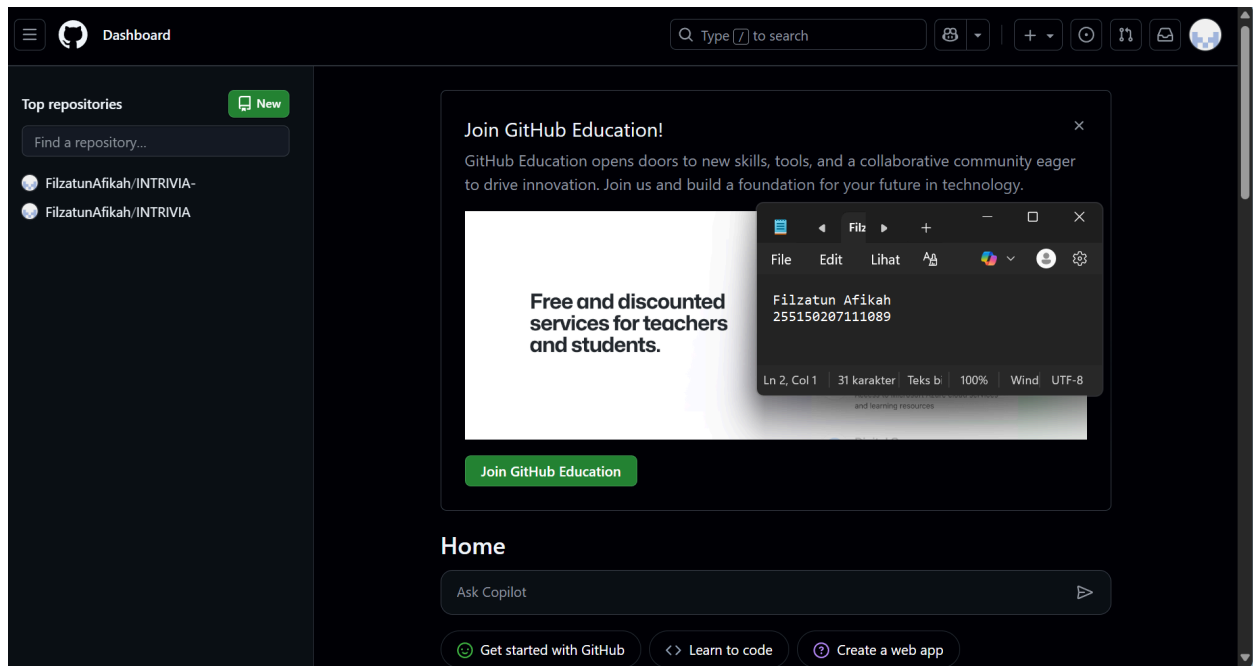 Dashboard
Type / to search
Top repositories
New
Find a repository...
FilzatunAfikah/INTRIVIA-
FilzatunAfikah/INTRIVIA
Join GitHub Education!
GitHub Education opens doors to new skills, tools, and a collaborative community eager
to drive innovation. Join us and build a foundation for your future in technology.
Free and discounted
services for teachers
and students.
Filz
File Edit Lihat
Filzatun Afikah
255150207111089
Ln 2, Col 1 31 karakter Teks bi 100% Wind UTF-8
and learning resources
Join GitHub Education
Home
Ask Copilot
Get started with GitHub
Learn to code
Create a web app